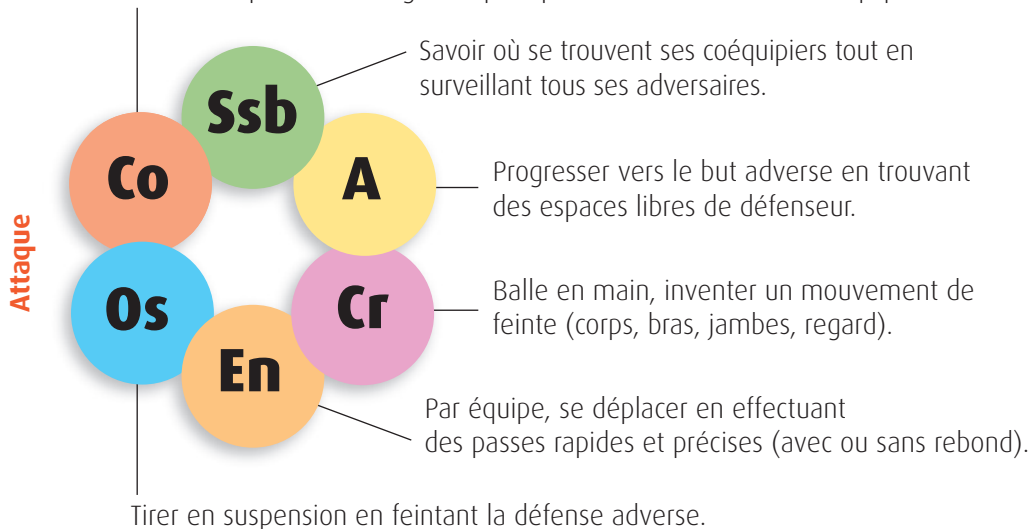 Savoir où se trouvent ses coéquipiers tout en
surveillant tous ses adversaires.
Ssb
Co
A
Progresser vers le but adverse en trouvant
des espaces libres de défenseur.
Attaque
Os
Cr
Balle en main, inventer un mouvement de
feinte (corps, bras, jambes, regard).
En
Par équipe, se déplacer en effectuant
des passes rapides et précises (avec ou sans rebond).
Tirer en suspension en feintant la défense adverse.